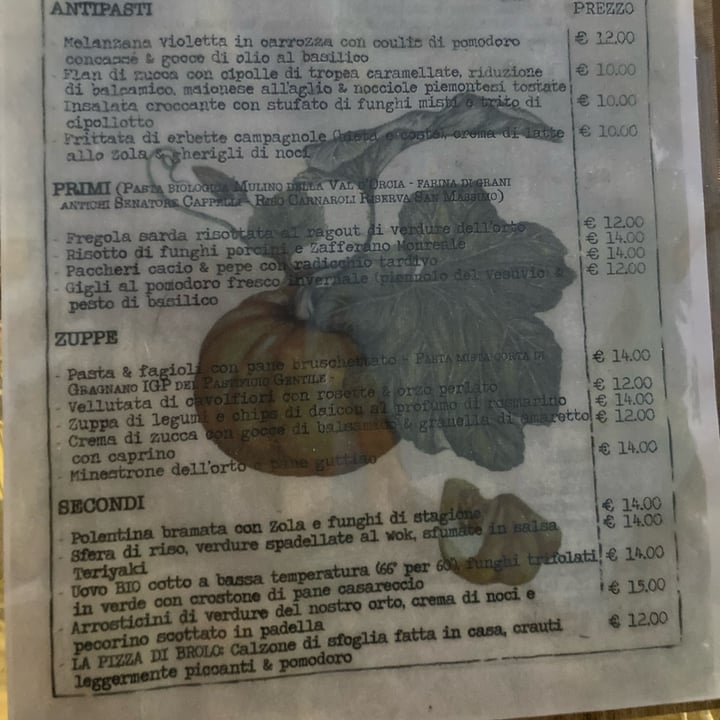 ANTIPASTI PREZZO
- Melanzana violetta in carrozza con coulis di pomodoro € 12.00
concassè & gocce di olio al basilico
- Flan di zucca con cipolle di tropea caramellate, riduzione € 10.00
di balsamico, maionese all'aglio & nocciole piemontesi tostate
- Insalata croccante con stufato di funghi misti e trito di € 10.00
cipollotto
- Frittata di erbette campagnole (bieta e coste), crema di latte € 10.00
allo Zola & gherigli di noci
PRIMI (PASTA BIOLOGICA MULINO DELLA VAL D'ORCIA - FARINA DI GRANI
ANTICHI SENATORE CAPPELLI - RISO CARNAROLI RISERVA SAN MASSIMO)
- Fregola sarda risottata al ragout di verdure dell'orto € 12.00
- Risotto di funghi porcini e Zafferano Monreale € 14.00
- Paccheri cacio & pepe con radicchio tardivo € 14.00
- Gigli al pomodoro fresco invernale (piennolo del Vesuvio) & € 12.00
pesto di basilico
ZUPPE
- Pasta & fagioli con pane bruschettato - PASTA MISTA CORTA DI € 14.00
GRAGNANO IGP DEL PASTIFICIO GENTILE -
- Vellutata di cavolfiori con rosette & orzo perlato € 12.00
- Zuppa di legumi e chips di daicon al profumo di rosmarino € 14.00
- Crema di zucca con gocce di balsamico & granella di amaretto € 12.00
con caprino
- Minestrone dell'orto e pane guttiau € 14.00
SECONDI
- Polentina bramata con Zola e funghi di stagione € 14.00
- Sfera di riso, verdure spadellate al wok, sfumate in salsa € 14.00
Teriyaki
- Uovo BIO cotto a bassa temperatura (66° per 60'), funghi trifolati € 14.00
in verde con crostone di pane casareccio
- Arrosticini di verdure del nostro orto, crema di noci e € 15.00
pecorino scottato in padella
- LA PIZZA DI BROLO: Calzone di sfoglia fatta in casa, crauti € 12.00
leggermente piccanti & pomodoro